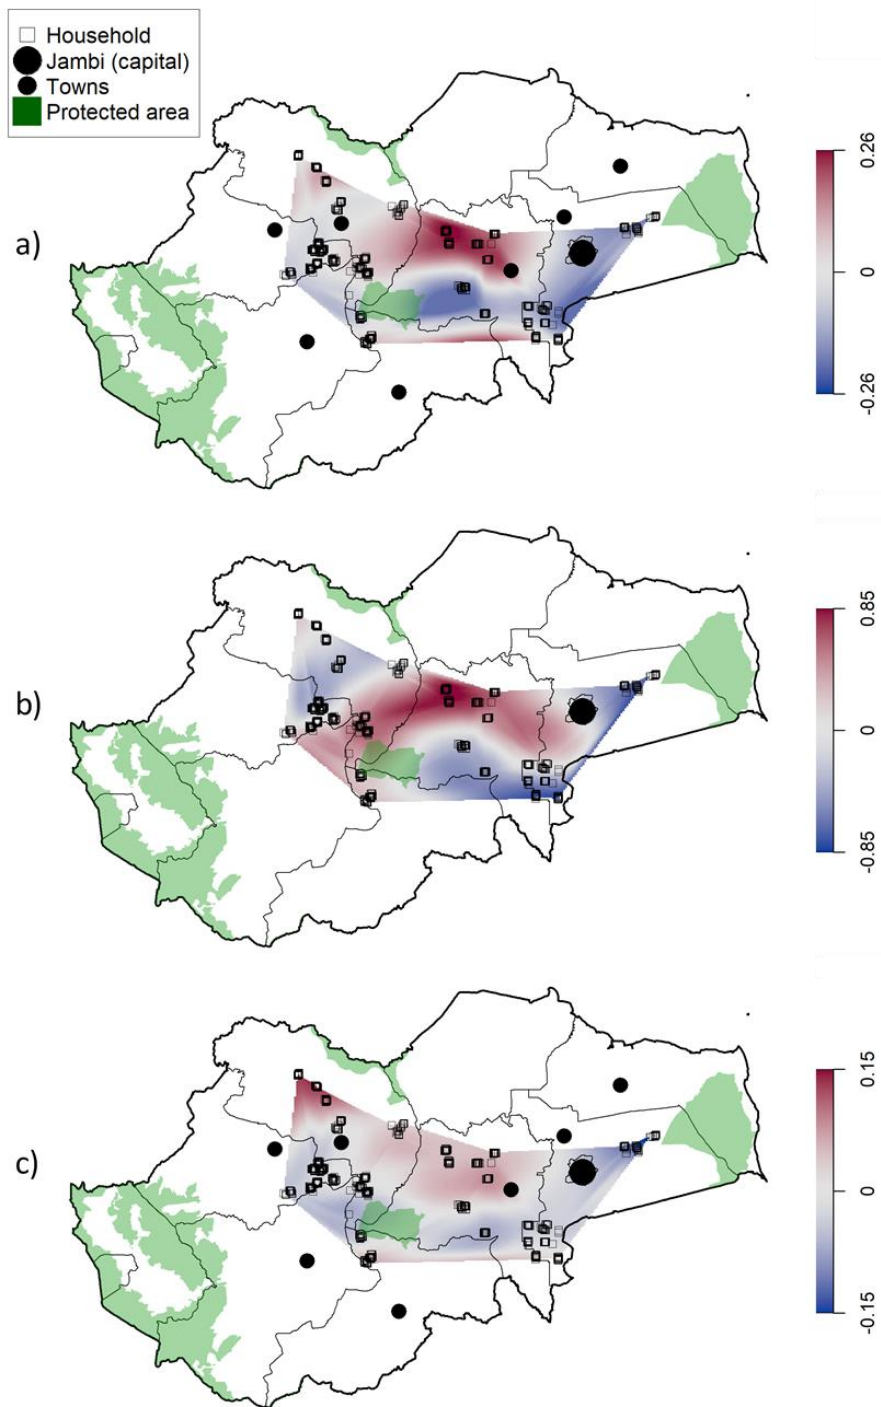 Household
Jambi (capital)
Towns
Protected area
a)
0.26
0
-0.26
b)
0.85
0
-0.85
c)
0.15
0
-0.15